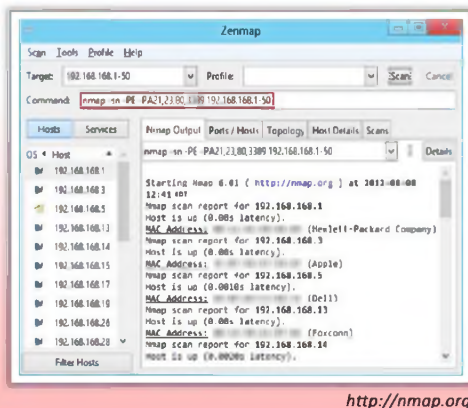 Zenmap
Scan Tools Profile Help
Target: 192.168.168.1-50 Profile: Scan Cancel
Command: nmap -sn -PE -PA21,23,80,3389 192.168.168.1-50
Hosts Services Nmap Output Ports / Hosts Topology Host Details Scans
OS Host
nmap -sn -PE -PA21,23,80,3389 192.168.168.1-50 Details
192.168.168.1
192.168.168.3
192.168.168.5
192.168.168.13
192.168.168.14
192.168.168.15
192.168.168.17
192.168.168.19
192.168.168.26
192.168.168.28
Filter Hosts
Starting Nmap 6.01 ( http://nmap.org ) at 2012-08-08
12:41
Nmap scan report for 192.168.168.1
Host is up (0.00s latency).
MAC Address: (Hewlett-Packard Company)
Nmap scan report for 192.168.168.3
Host is up (0.00s latency).
MAC Address: (Apple)
Nmap scan report for 192.168.168.5
Host is up (0.0010s latency).
MAC Address: (Dell)
Nmap scan report for 192.168.168.13
Host is up (0.00s latency).
MAC Address: (Foxconn)
Nmap scan report for 192.168.168.14
Host is up (0.0020s latency).
http://nmap.org